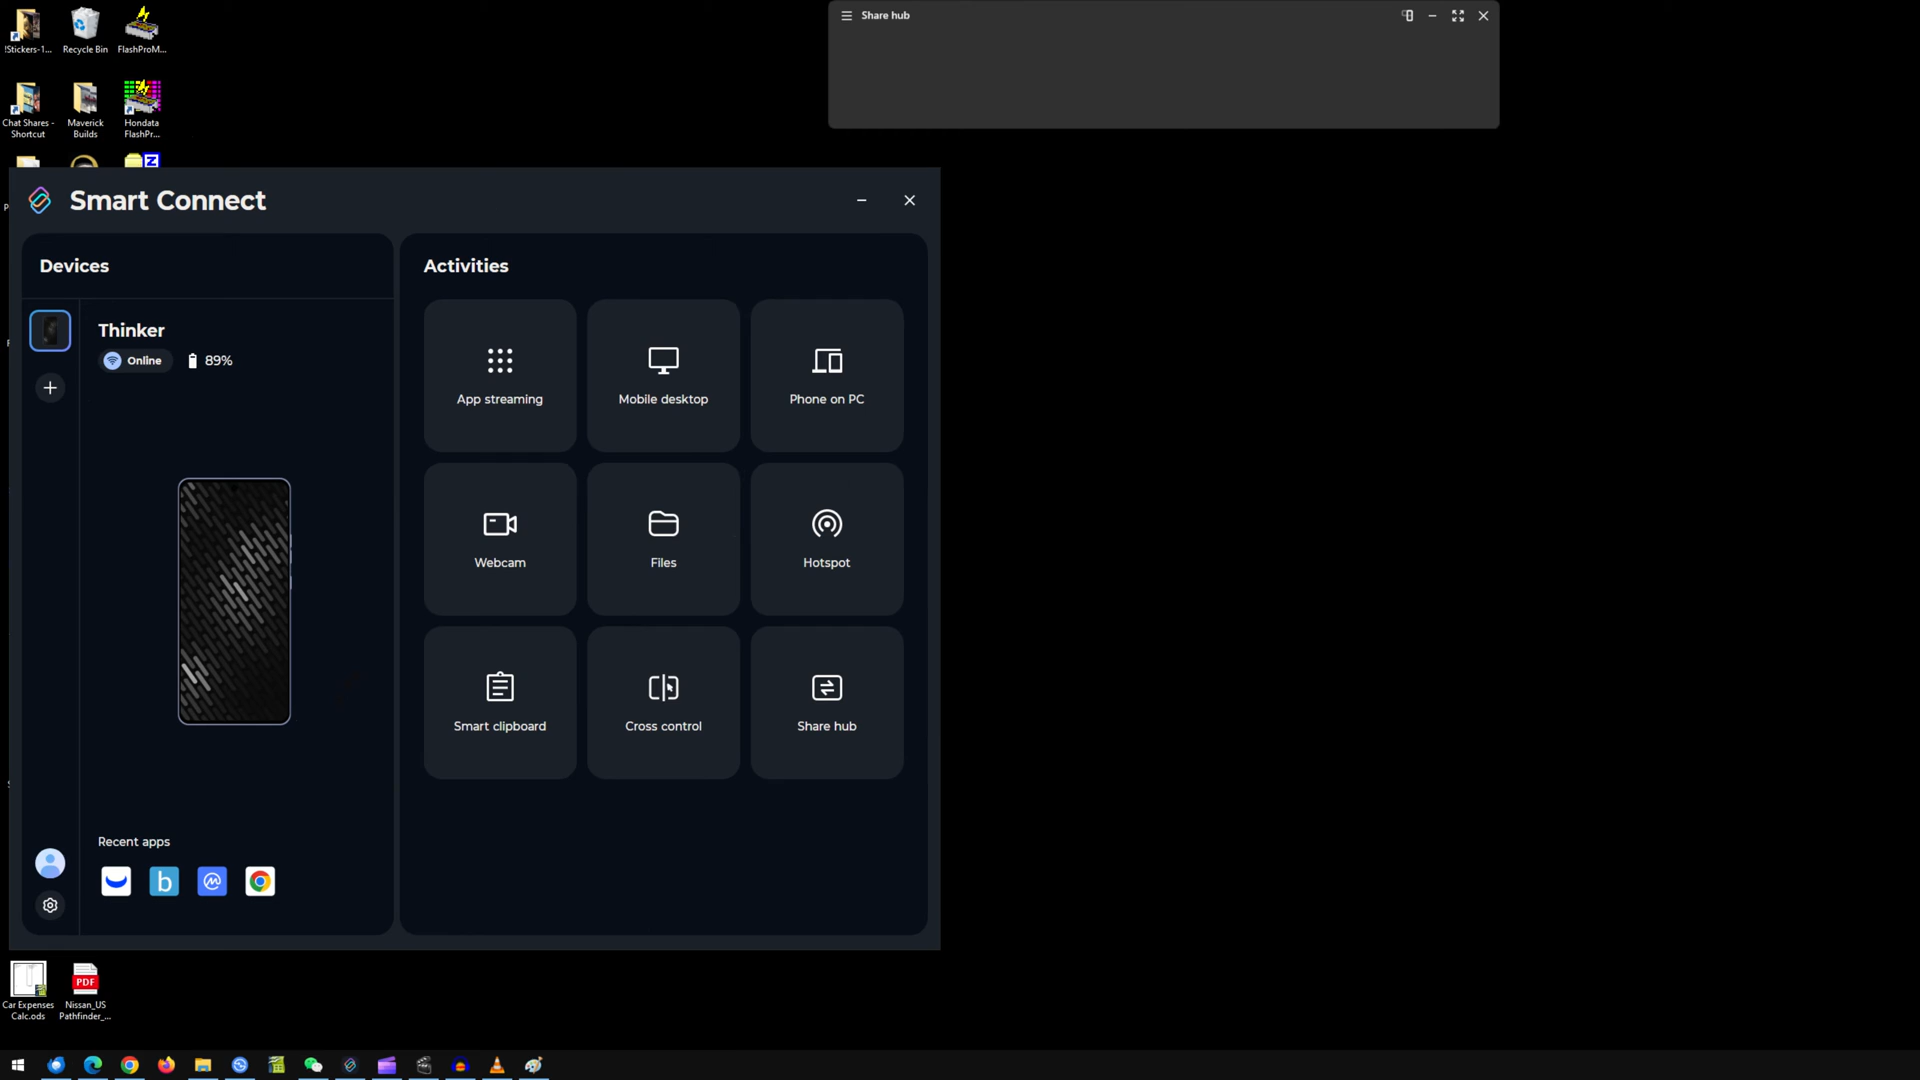 !Stickers-1...
Recycle Bin
FlashProM...
Share hub
Chat Shares -
Shortcut
Maverick
Builds
Hondata
FlashPr...
Z
Smart Connect
Devices
Activities
Thinker
Online
89%
App streaming
Mobile desktop
Phone on PC
Webcam
Files
Hotspot
Smart clipboard
Cross control
Share hub
Recent apps
b
PDF
Car Expenses
Calc.ods
Nissan_US
Pathfinder_...